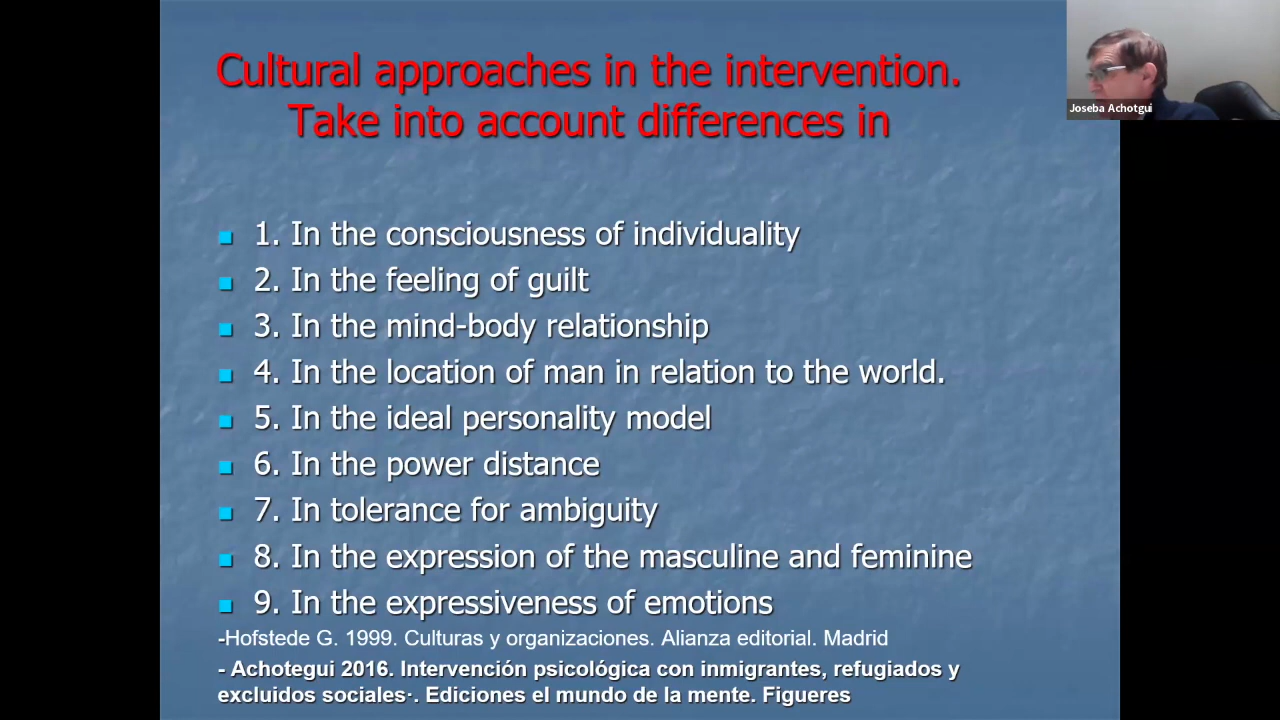 Cultural approaches in the intervention.
Take into account differences in
Joseba Achotgui
1. In the consciousness of individuality
2. In the feeling of guilt
3. In the mind-body relationship
4. In the location of man in relation to the world.
5. In the ideal personality model
6. In the power distance
7. In tolerance for ambiguity
8. In the expression of the masculine and feminine
9. In the expressiveness of emotions
-Hofstede G. 1999. Culturas y organizaciones. Alianza editorial. Madrid
- Achotegui 2016. Intervención psicológica con inmigrantes, refugiados y
excluidos sociales·. Ediciones el mundo de la mente. Figueres